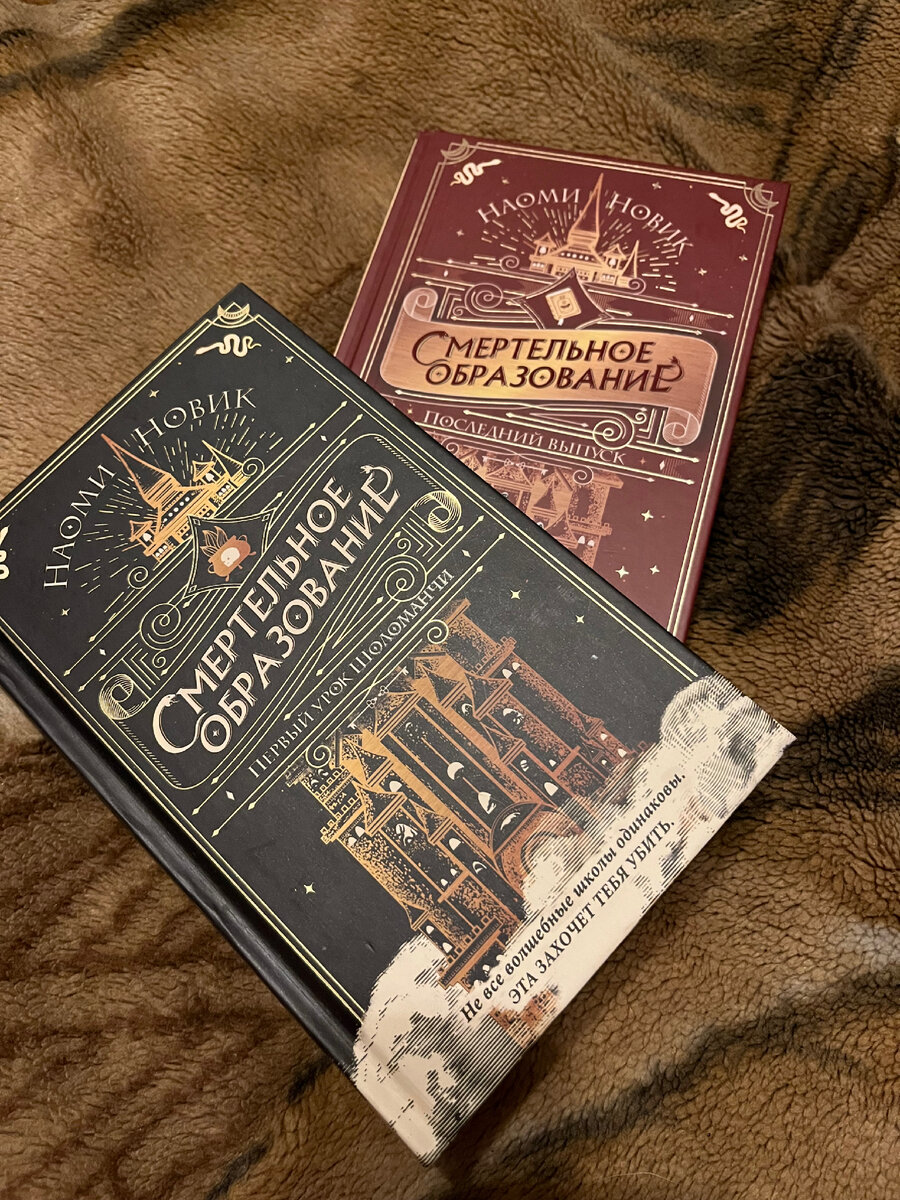 НАОМИ НОВИК
СМЕРТЕЛЬНОЕ
ОБРАЗОВАНИЕ
ПОСЛЕДНИЙ ВЫПУСК
НАОМИ НОВИК
СМЕРТЕЛЬНОЕ
ОБРАЗОВАНИЕ
ПЕРВЫЙ УРОК ШОЛОМАНЧИ
Не все волшебные школы одинаковы.
ЭТА ЗАХОЧЕТ ТЕБЯ УБИТЬ.